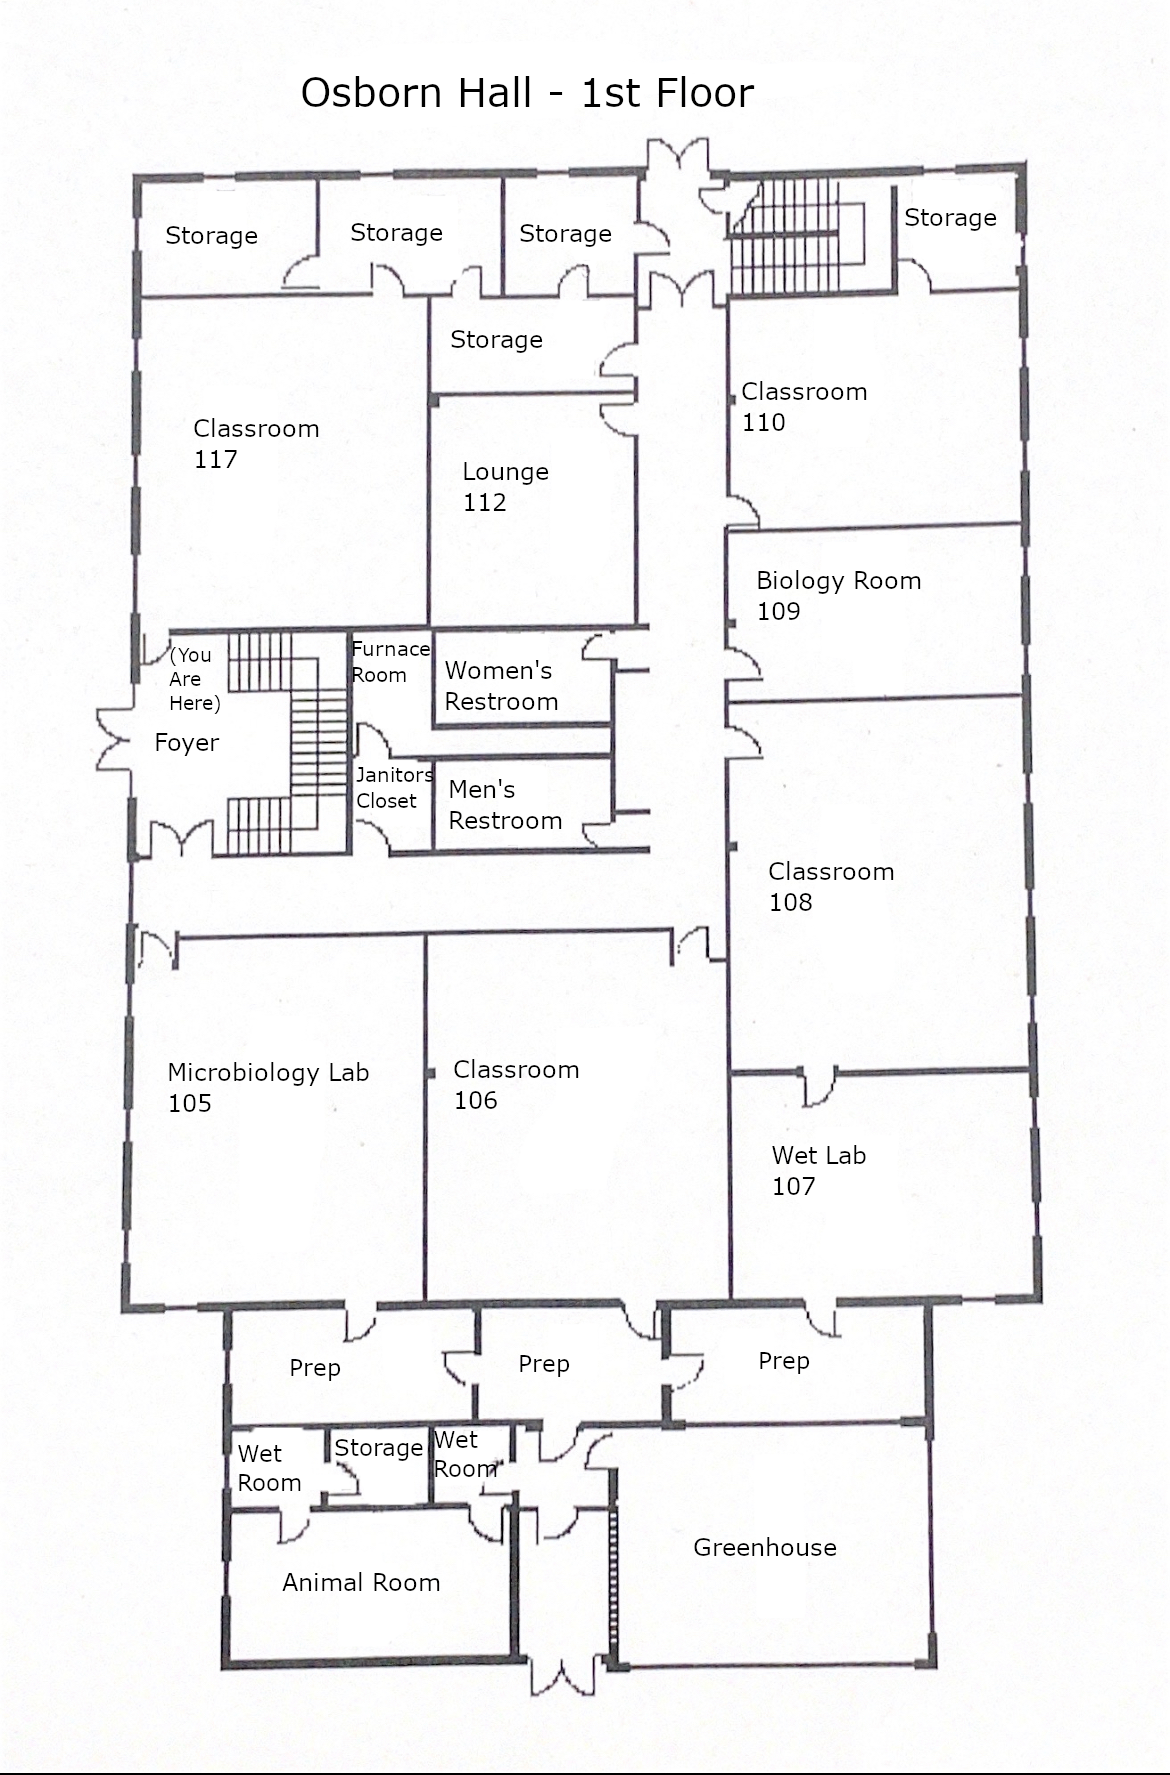 Osborn Hall - 1st Floor
Storage
Storage
Storage
Storage
Storage
Classroom
110
Classroom
117
Lounge
112
Biology Room
109
(You
Are
Here)
Foyer
Furnace
Room
Women's
Restroom
Janitors
Closet
Men's
Restroom
Classroom
108
Microbiology Lab
105
Classroom
106
Wet Lab
107
Prep
Prep
Prep
Wet
Room
Storage
Wet
Room
Greenhouse
Animal Room